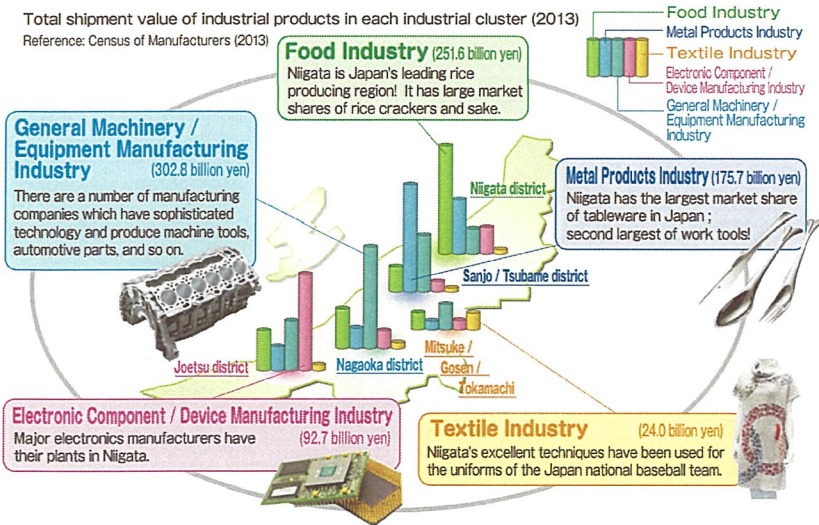 Total shipment value of industrial products in each industrial cluster (2013)
Reference: Census of Manufacturers (2013)
Food Industry
Metal Products Industry
Textile Industry
Electronic Component /
Device Manufacturing Industry
General Machinery /
Equipment Manufacturing
Industry
Food Industry (251.6 billion yen)
Niigata is Japan's leading rice
producing region! It has large market
shares of rice crackers and sake.
General Machinery /
Equipment Manufacturing
Industry (302.8 billion yen)
There are a number of manufacturing
companies which have sophisticated
technology and produce machine tools,
automotive parts, and so on.
Metal Products Industry (175.7 billion yen)
Niigata has the largest market share
of tableware in Japan ;
second largest of work tools!
Niigata district
Sanjo / Tsubame district
Joetsu district
Nagaoka district
Mitsuke /
Gosen /
Tokamachi
Electronic Component / Device Manufacturing Industry
(92.7 billion yen)
Major electronics manufacturers have
their plants in Niigata.
Textile Industry (24.0 billion yen)
Niigata's excellent techniques have been used for
the uniforms of the Japan national baseball team.